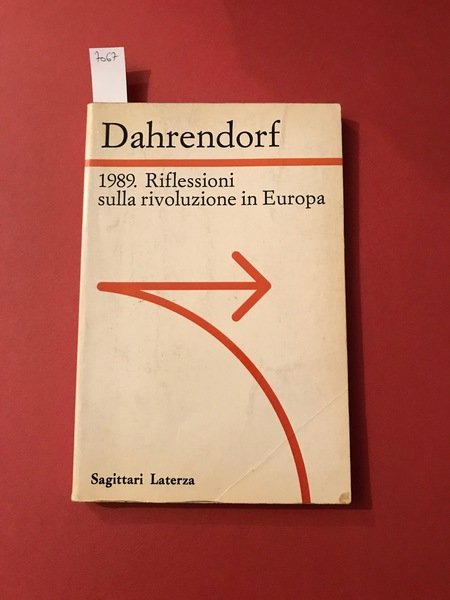 7067
Dahrendorf
1989. Riflessioni
sulla rivoluzione in Europa
Sagittari Laterza